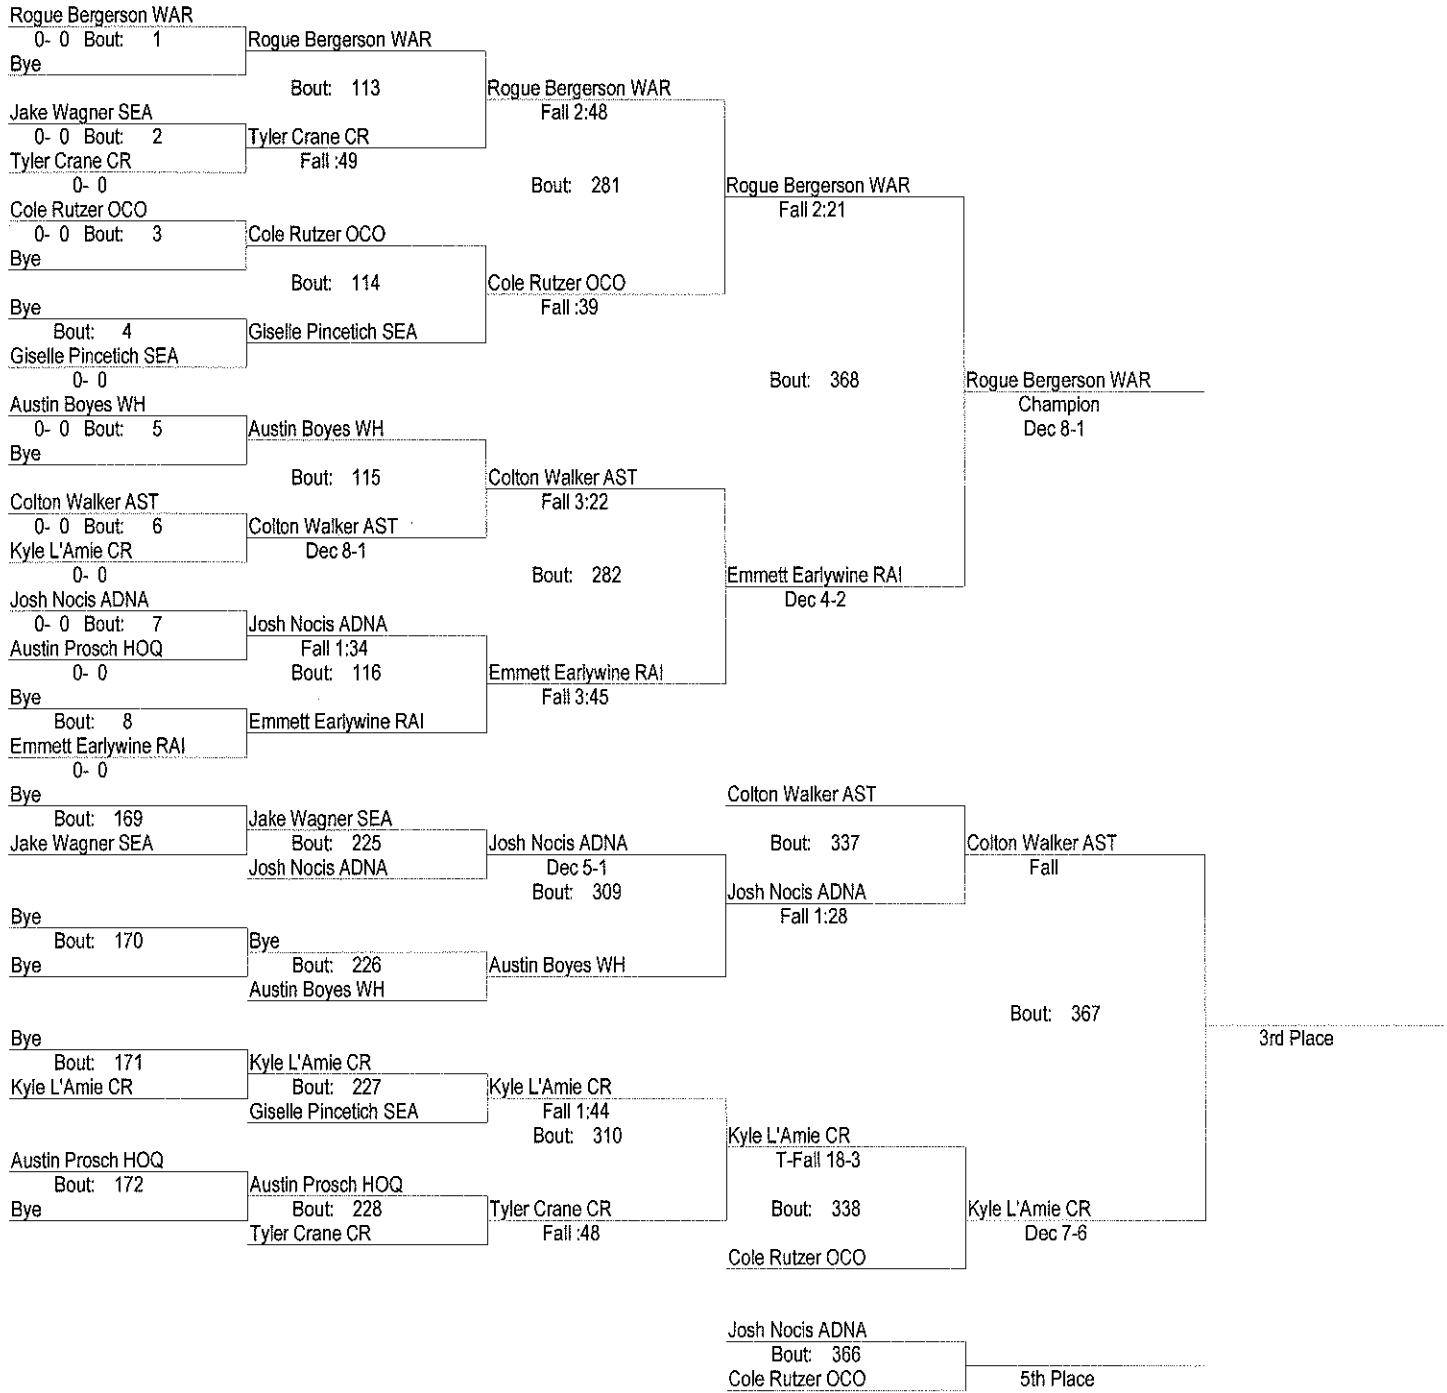 Rogue Bergerson WAR
0- 0 Bout: 1
Rogue Bergerson WAR
Bye
Bout: 113
Rogue Bergerson WAR
Jake Wagner SEA
Fall 2:48
0- 0 Bout: 2
Tyler Crane CR
Tyler Crane CR
Fall :49
0- 0
Bout: 281
Rogue Bergerson WAR
Cole Rutzer OCO
Fall 2:21
0- 0 Bout: 3
Cole Rutzer OCO
Bye
Bout: 114
Cole Rutzer OCO
Bye
Fall :39
Bout: 4
Giselle Pincetich SEA
Giselle Pincetich SEA
0- 0
Bout: 368
Rogue Bergerson WAR
Austin Boyes WH
Champion
0- 0 Bout: 5
Austin Boyes WH
Dec 8-1
Bye
Bout: 115
Colton Walker AST
Colton Walker AST
Fall 3:22
0- 0 Bout: 6
Colton Walker AST
Kyle L'Amie CR
Dec 8-1
0- 0
Bout: 282
Emmett Earlywine RAI
Josh Nocis ADNA
Dec 4-2
0- 0 Bout: 7
Josh Nocis ADNA
Austin Prosch HOQ
Fall 1:34
0- 0
Bout: 116
Emmett Earlywine RAI
Bye
Fall 3:45
Bout: 8
Emmett Earlywine RAI
Emmett Earlywine RAI
0- 0
Bye
Colton Walker AST
Bout: 169
Jake Wagner SEA
Jake Wagner SEA
Bout: 225
Josh Nocis ADNA
Bout: 337
Colton Walker AST
Josh Nocis ADNA
Dec 5-1
Fall
Bout: 309
Josh Nocis ADNA
Bye
Fall 1:28
Bout: 170
Bye
Bye
Bout: 226
Austin Boyes WH
Austin Boyes WH
Bout: 367
Bye
3rd Place
Bout: 171
Kyle L'Amie CR
Kyle L'Amie CR
Bout: 227
Kyle L'Amie CR
Giselle Pincetich SEA
Fall 1:44
Bout: 310
Kyle L'Amie CR
Austin Prosch HOQ
T-Fall 18-3
Bout: 172
Austin Prosch HOQ
Bye
Bout: 228
Tyler Crane CR
Bout: 338
Kyle L'Amie CR
Tyler Crane CR
Fall :48
Dec 7-6
Cole Rutzer OCO
Josh Nocis ADNA
Bout: 366
Cole Rutzer OCO
5th Place